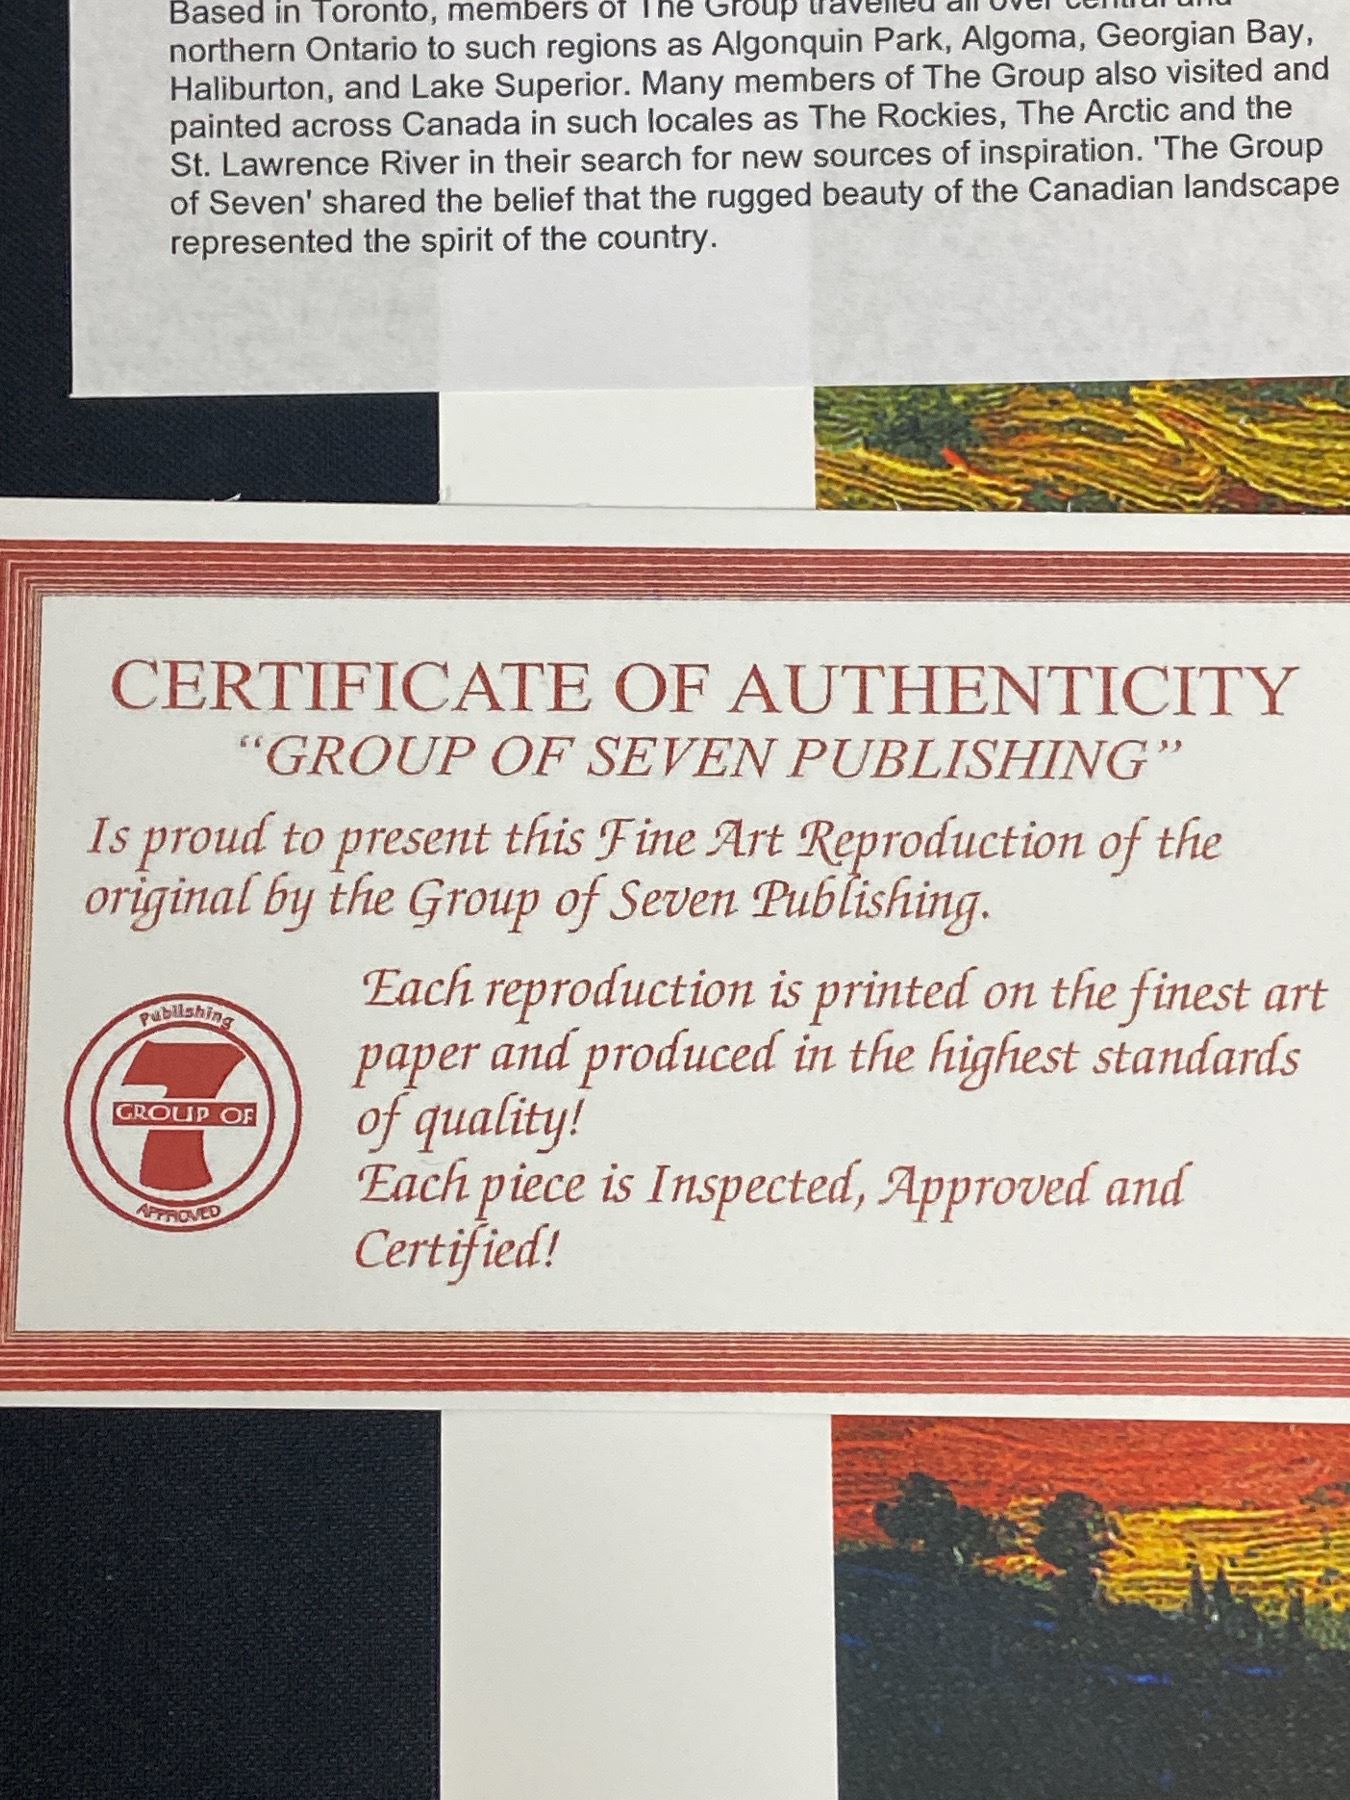 Based in Toronto, members of The Group travelled all over central and
northern Ontario to such regions as Algonquin Park, Algoma, Georgian Bay,
Haliburton, and Lake Superior. Many members of The Group also visited and
painted across Canada in such locales as The Rockies, The Arctic and the
St. Lawrence River in their search for new sources of inspiration. 'The Group
of Seven' shared the belief that the rugged beauty of the Canadian landscape
represented the spirit of the country.
CERTIFICATE OF AUTHENTICITY
“GROUP OF SEVEN PUBLISHING”
Is proud to present this Fine Art Reproduction of the
original by the Group of Seven Publishing.
Each reproduction is printed on the finest art
paper and produced in the highest standards
of quality!
Each piece is Inspected, Approved and
Certified!
Publishing
7
GROUP OF
APPROVED